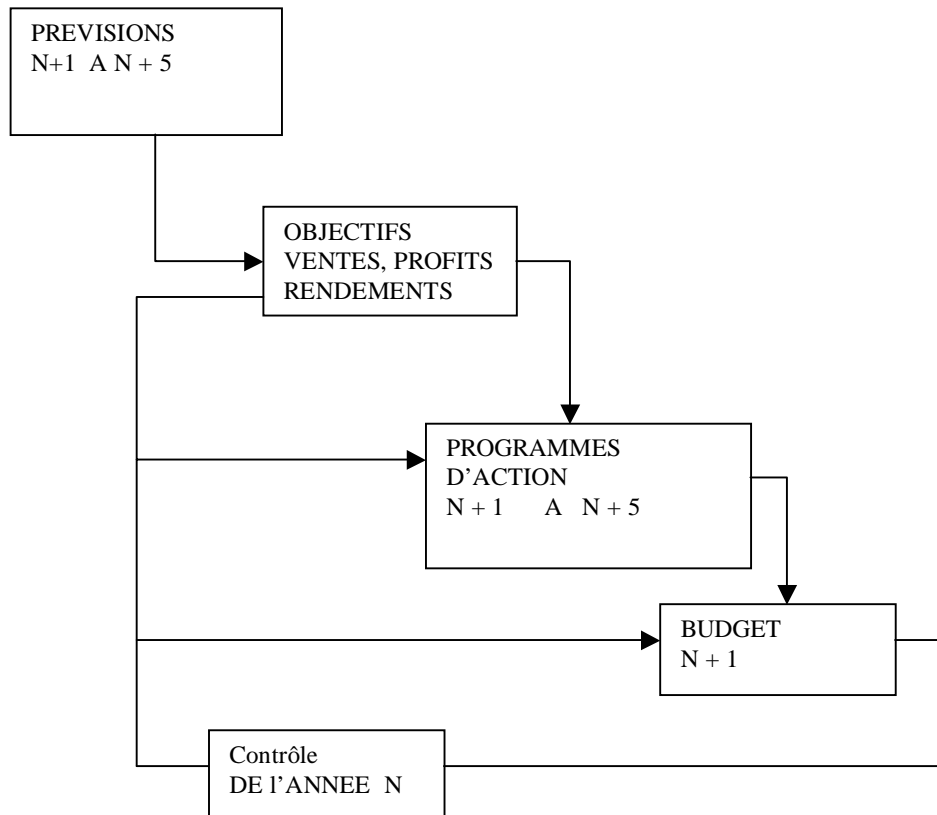 PREVISIONS
N+1 A N + 5
OBJECTIFS
VENTES, PROFITS
RENDEMENTS
PROGRAMMES
D’ACTION
N + 1 A N + 5
BUDGET
N + 1
Contrôle
DE l’ANNEE N